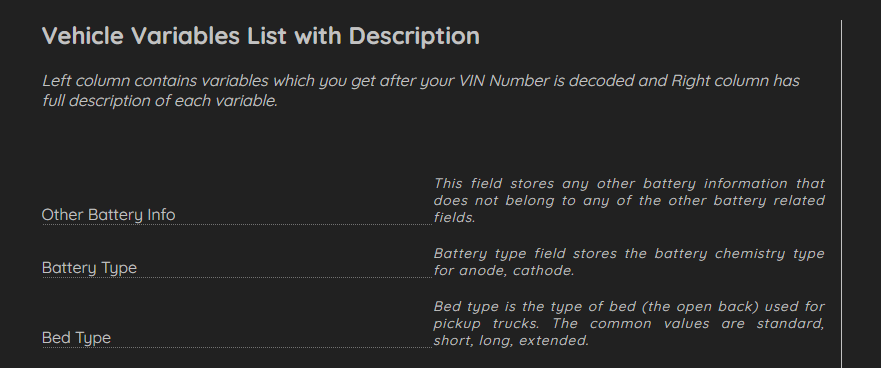 Vehicle Variables List with Description
Left column contains variables which you get after your VIN Number is decoded and Right column has
full description of each variable.
Other Battery Info
This field stores any other battery information that
does not belong to any of the other battery related
fields.
Battery Type
Battery type field stores the battery chemistry type
for anode, cathode.
Bed Type
Bed type is the type of bed (the open back) used for
pickup trucks. The common values are standard,
short, long, extended.